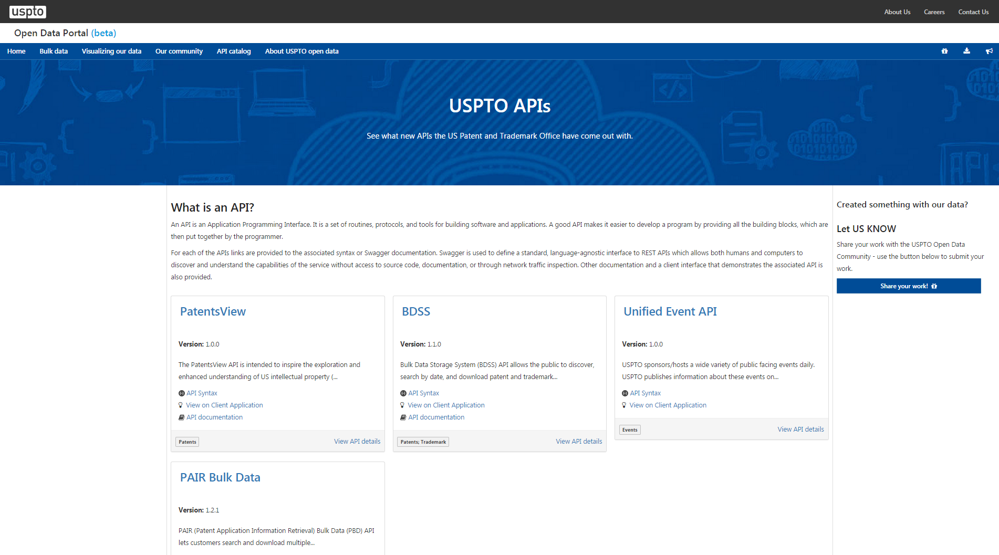 uspto
About Us Careers Contact Us
Open Data Portal (beta)
Home Bulk data Visualizing our data Our community API catalog About USPTO open data
USPTO APIs
See what new APIs the US Patent and Trademark Office have come out with.
</>
010
101010101
010101010
101010
API
What is an API?
An API is an Application Programming Interface. It is a set of routines, protocols, and tools for building software and applications. A good API makes it easier to develop a program by providing all the building blocks, which are
then put together by the programmer.
For each of the APIs links are provided to the associated syntax or Swagger documentation. Swagger is used to define a standard, language-agnostic interface to REST APIs which allows both humans and computers to
discover and understand the capabilities of the service without access to source code, documentation, or through network traffic inspection. Other documentation and a client interface that demonstrates the associated API is
also provided.
Created something with our data?
Let US KNOW
Share your work with the USPTO Open Data
Community - use the button below to submit your
work.
Share your work!
PatentsView
Version: 1.0.0
The PatentsView API is intended to inspire the exploration and
enhanced understanding of US intellectual property (...
API Syntax
View on Client Application
API documentation
Patents
View API details
BDSS
Version: 1.1.0
Bulk Data Storage System (BDSS) API allows the public to discover,
search by date, and download patent and trademark...
API Syntax
View on Client Application
API documentation
Patents; Trademark
View API details
Unified Event API
Version: 1.0.0
USPTO sponsors/hosts a wide variety of public facing events daily.
USPTO publishes information about these events on...
API Syntax
View on Client Application
Events
View API details
PAIR Bulk Data
Version: 1.2.1
PAIR (Patent Application Information Retrieval) Bulk Data (PBD) API
lets customers search and download multiple...